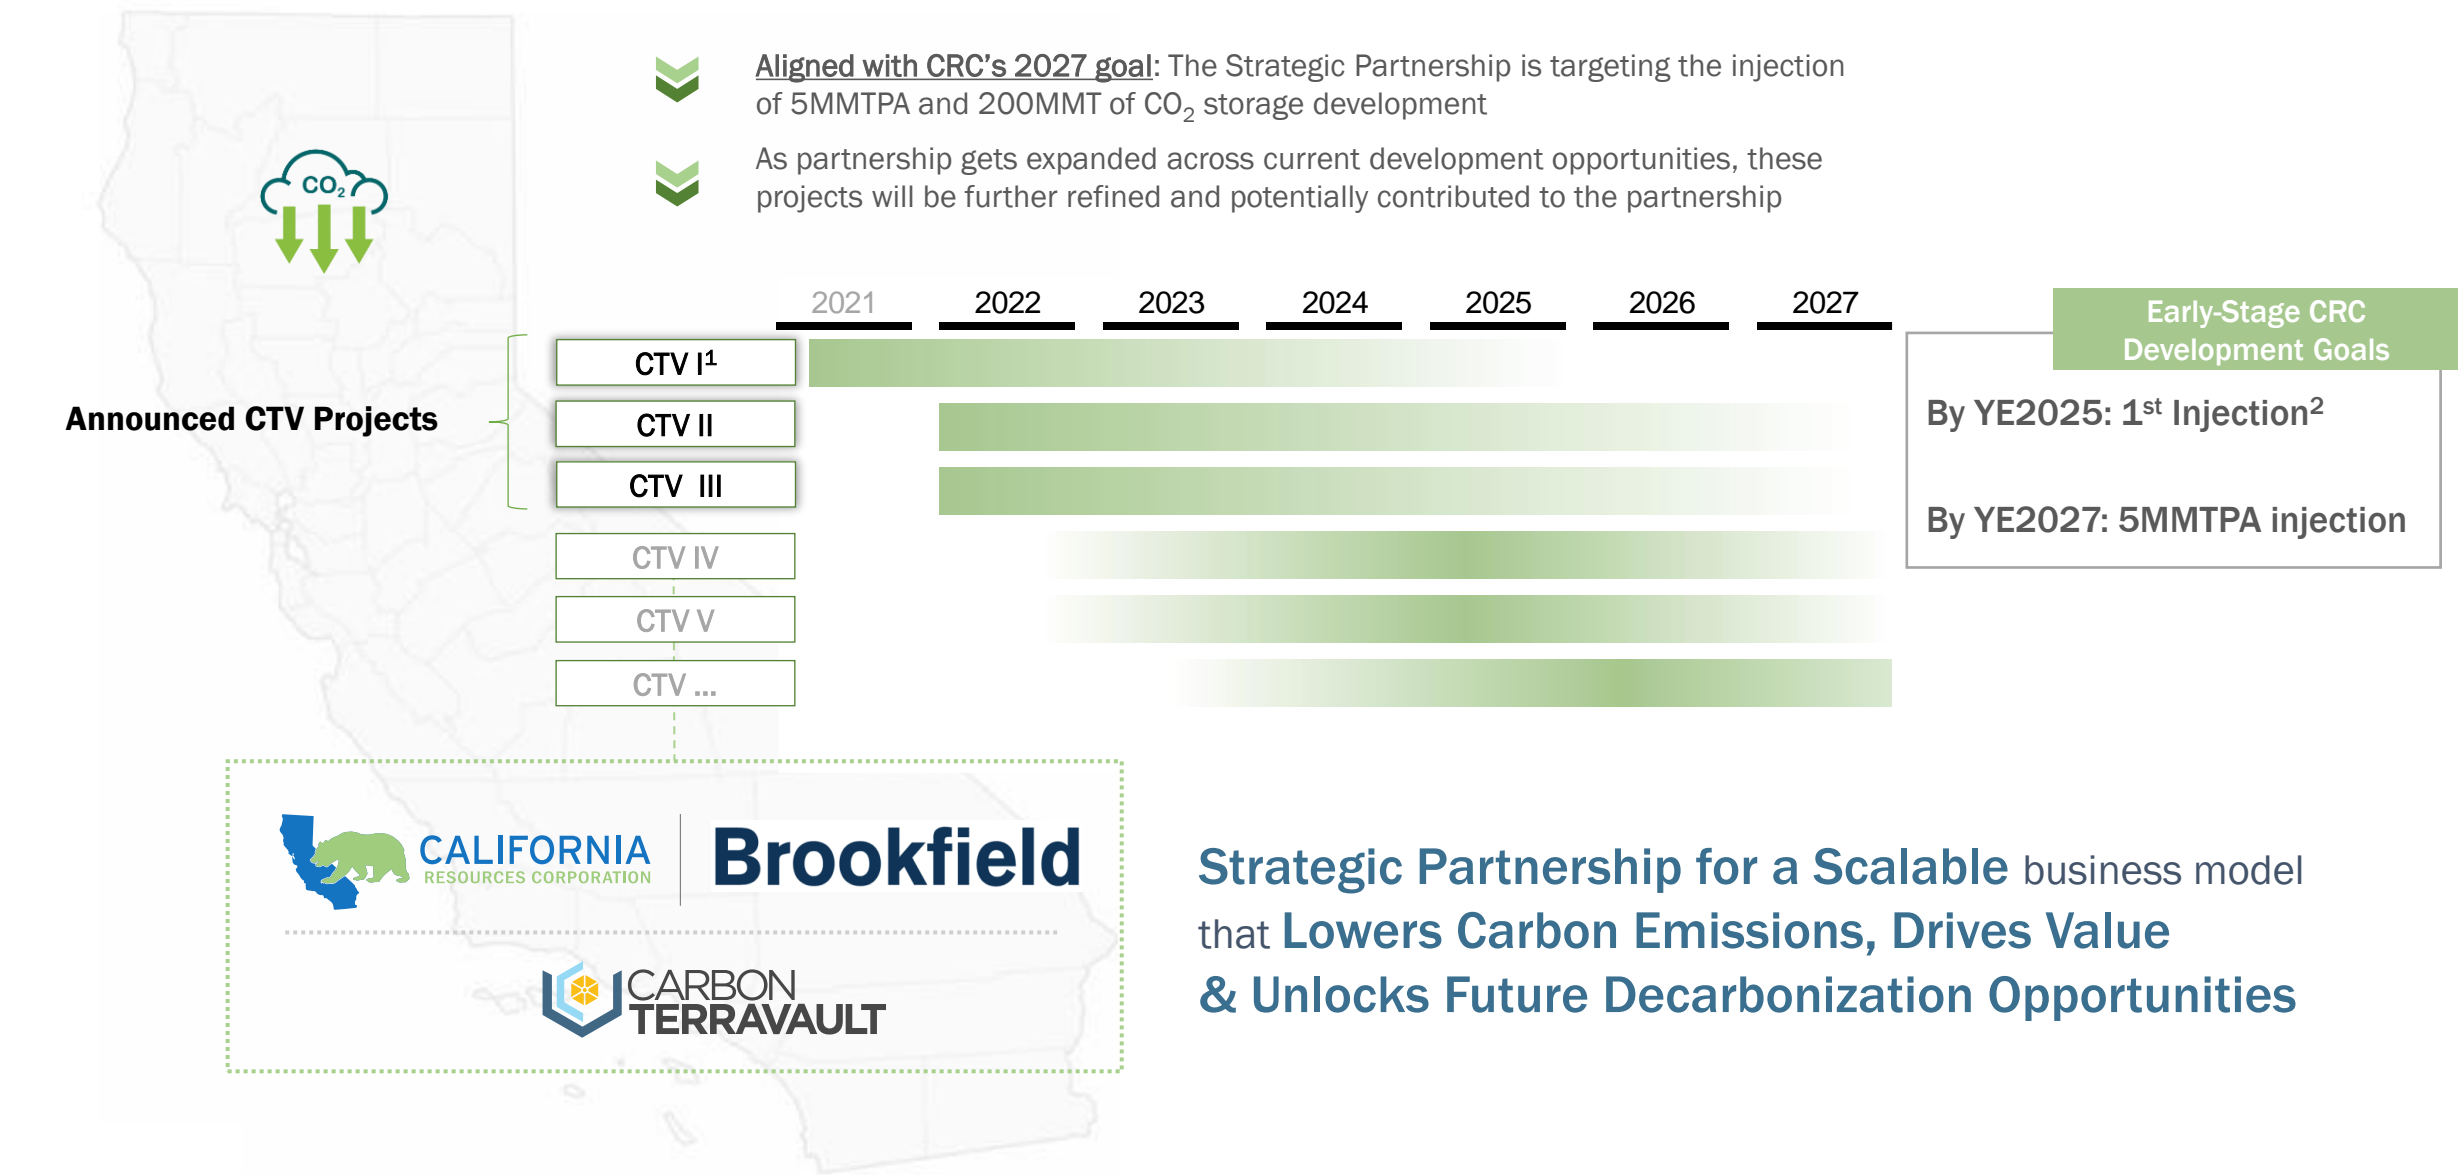 Aligned with CRC's 2027 goal: The Strategic Partnership is targeting the injection
of 5MMTPA and 200MMT of CO₂ storage development
As partnership gets expanded across current development opportunities, these
projects will be further refined and potentially contributed to the partnership
CO₂
2021 2022 2023 2024 2025 2026 2027
Announced CTV Projects
CTV I¹
CTV II
CTV III
CTV IV
CTV V
CTV ...
Early-Stage CRC
Development Goals
By YE2025: 1st Injection²
By YE2027: 5MMTPA injection
CALIFORNIA
RESOURCES CORPORATION
Brookfield
CARBON
TERRAVAULT
Strategic Partnership for a Scalable business model
that Lowers Carbon Emissions, Drives Value
& Unlocks Future Decarbonization Opportunities